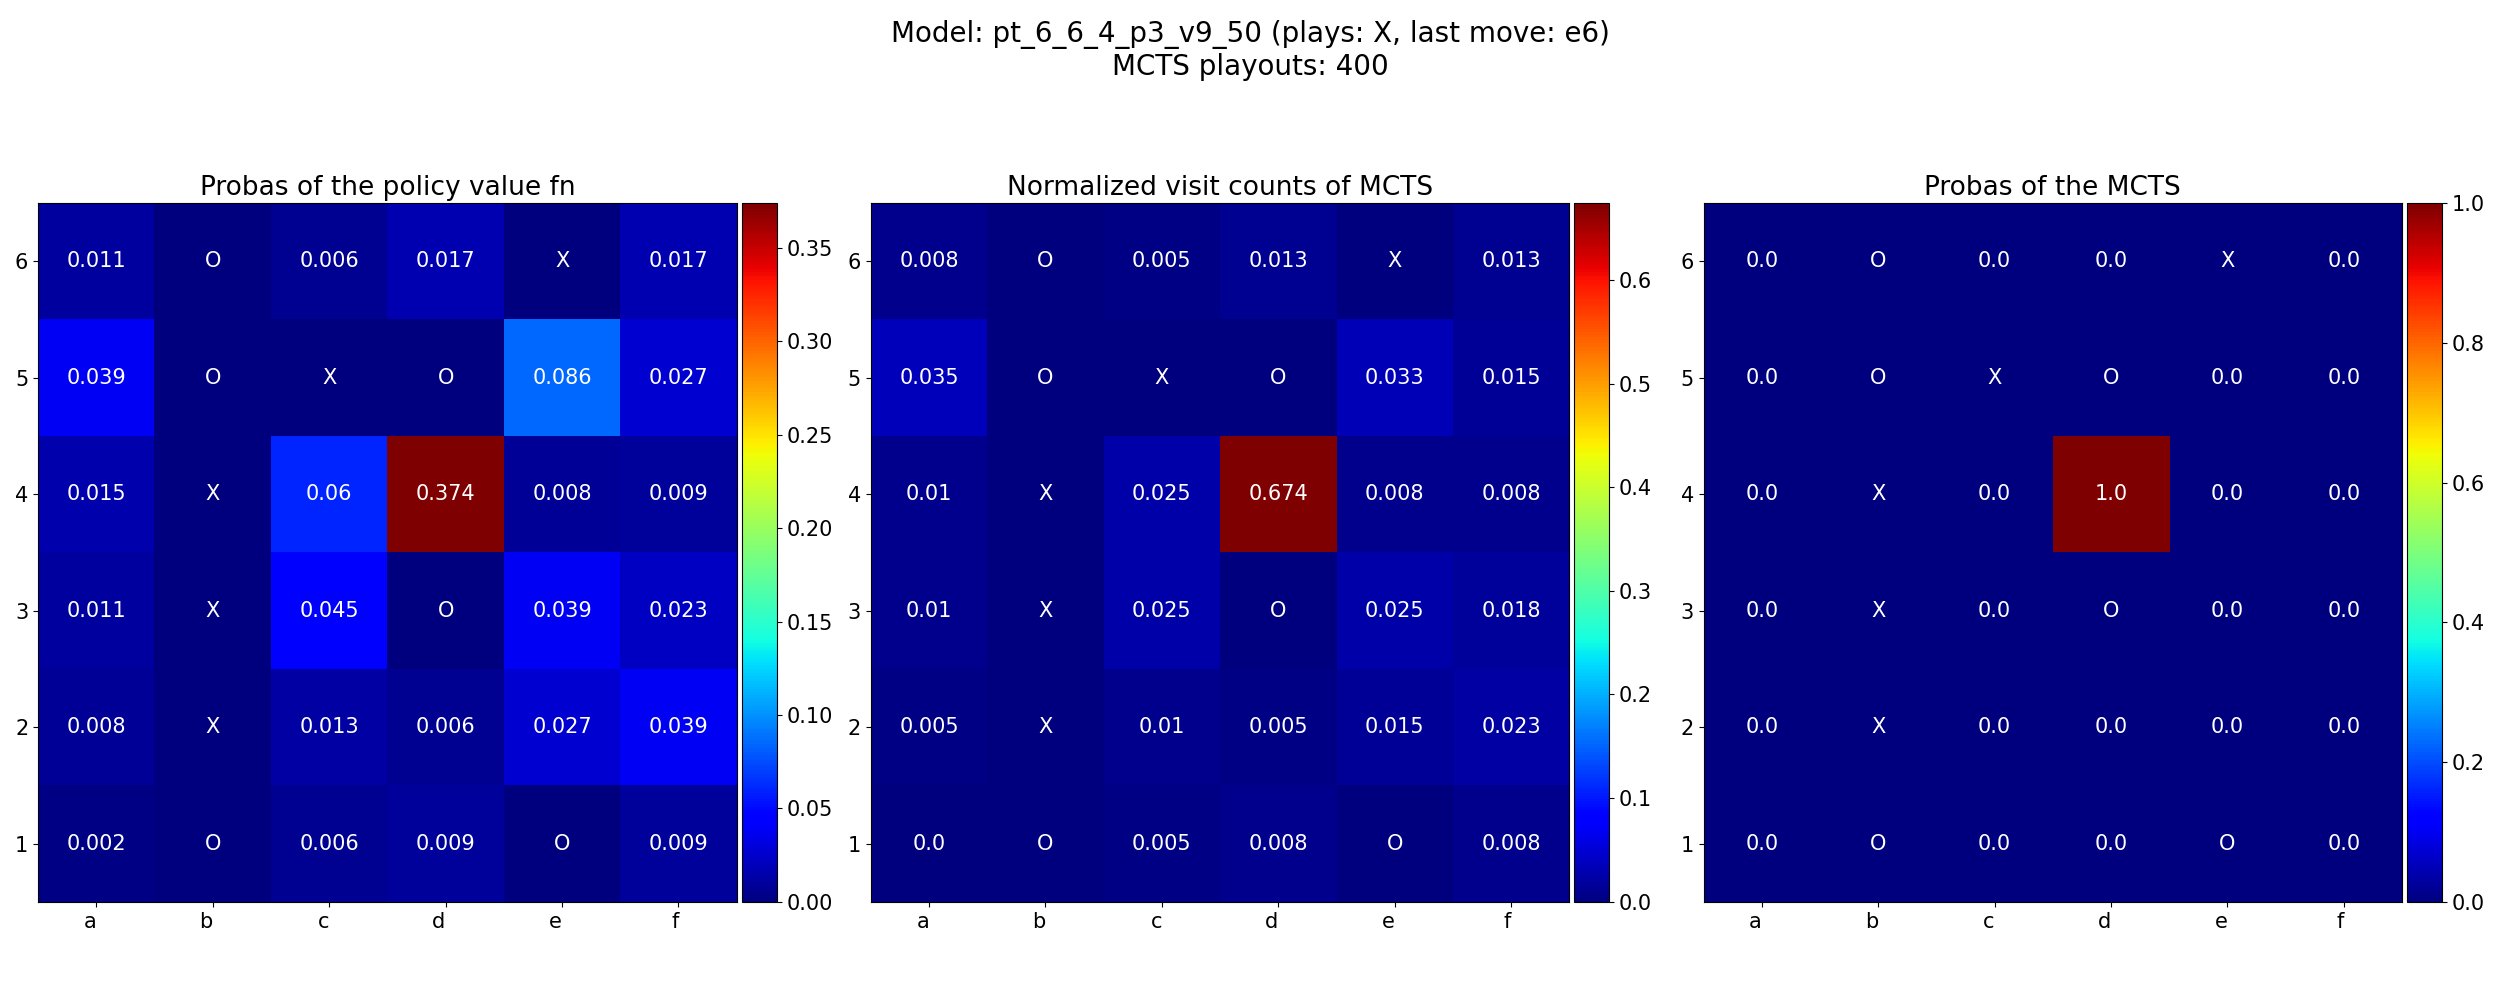 Model: pt_6_6_4_p3_v9_50 (plays: X, last move: e6)
MCTS playouts: 400
Probas of the policy value fn
6 0.011 O 0.006 0.017 X 0.017
5 0.039 O X O 0.086 0.027
4 0.015 X 0.06 0.374 0.008 0.009
3 0.011 X 0.045 O 0.039 0.023
2 0.008 X 0.013 0.006 0.027 0.039
1 0.002 O 0.006 0.009 O 0.009
a b c d e f
0.35
0.30
0.25
0.20
0.15
0.10
0.05
0.00
Normalized visit counts of MCTS
6 0.008 O 0.005 0.013 X 0.013
5 0.035 O X O 0.033 0.015
4 0.01 X 0.025 0.674 0.008 0.008
3 0.01 X 0.025 O 0.025 0.018
2 0.005 X 0.01 0.005 0.015 0.023
1 0.0 O 0.005 0.008 O 0.008
a b c d e f
0.6
0.5
0.4
0.3
0.2
0.1
0.0
Probas of the MCTS
6 0.0 O 0.0 0.0 X 0.0
5 0.0 O X O 0.0 0.0
4 0.0 X 0.0 1.0 0.0 0.0
3 0.0 X 0.0 O 0.0 0.0
2 0.0 X 0.0 0.0 0.0 0.0
1 0.0 O 0.0 0.0 O 0.0
a b c d e f
1.0
0.8
0.6
0.4
0.2
0.0